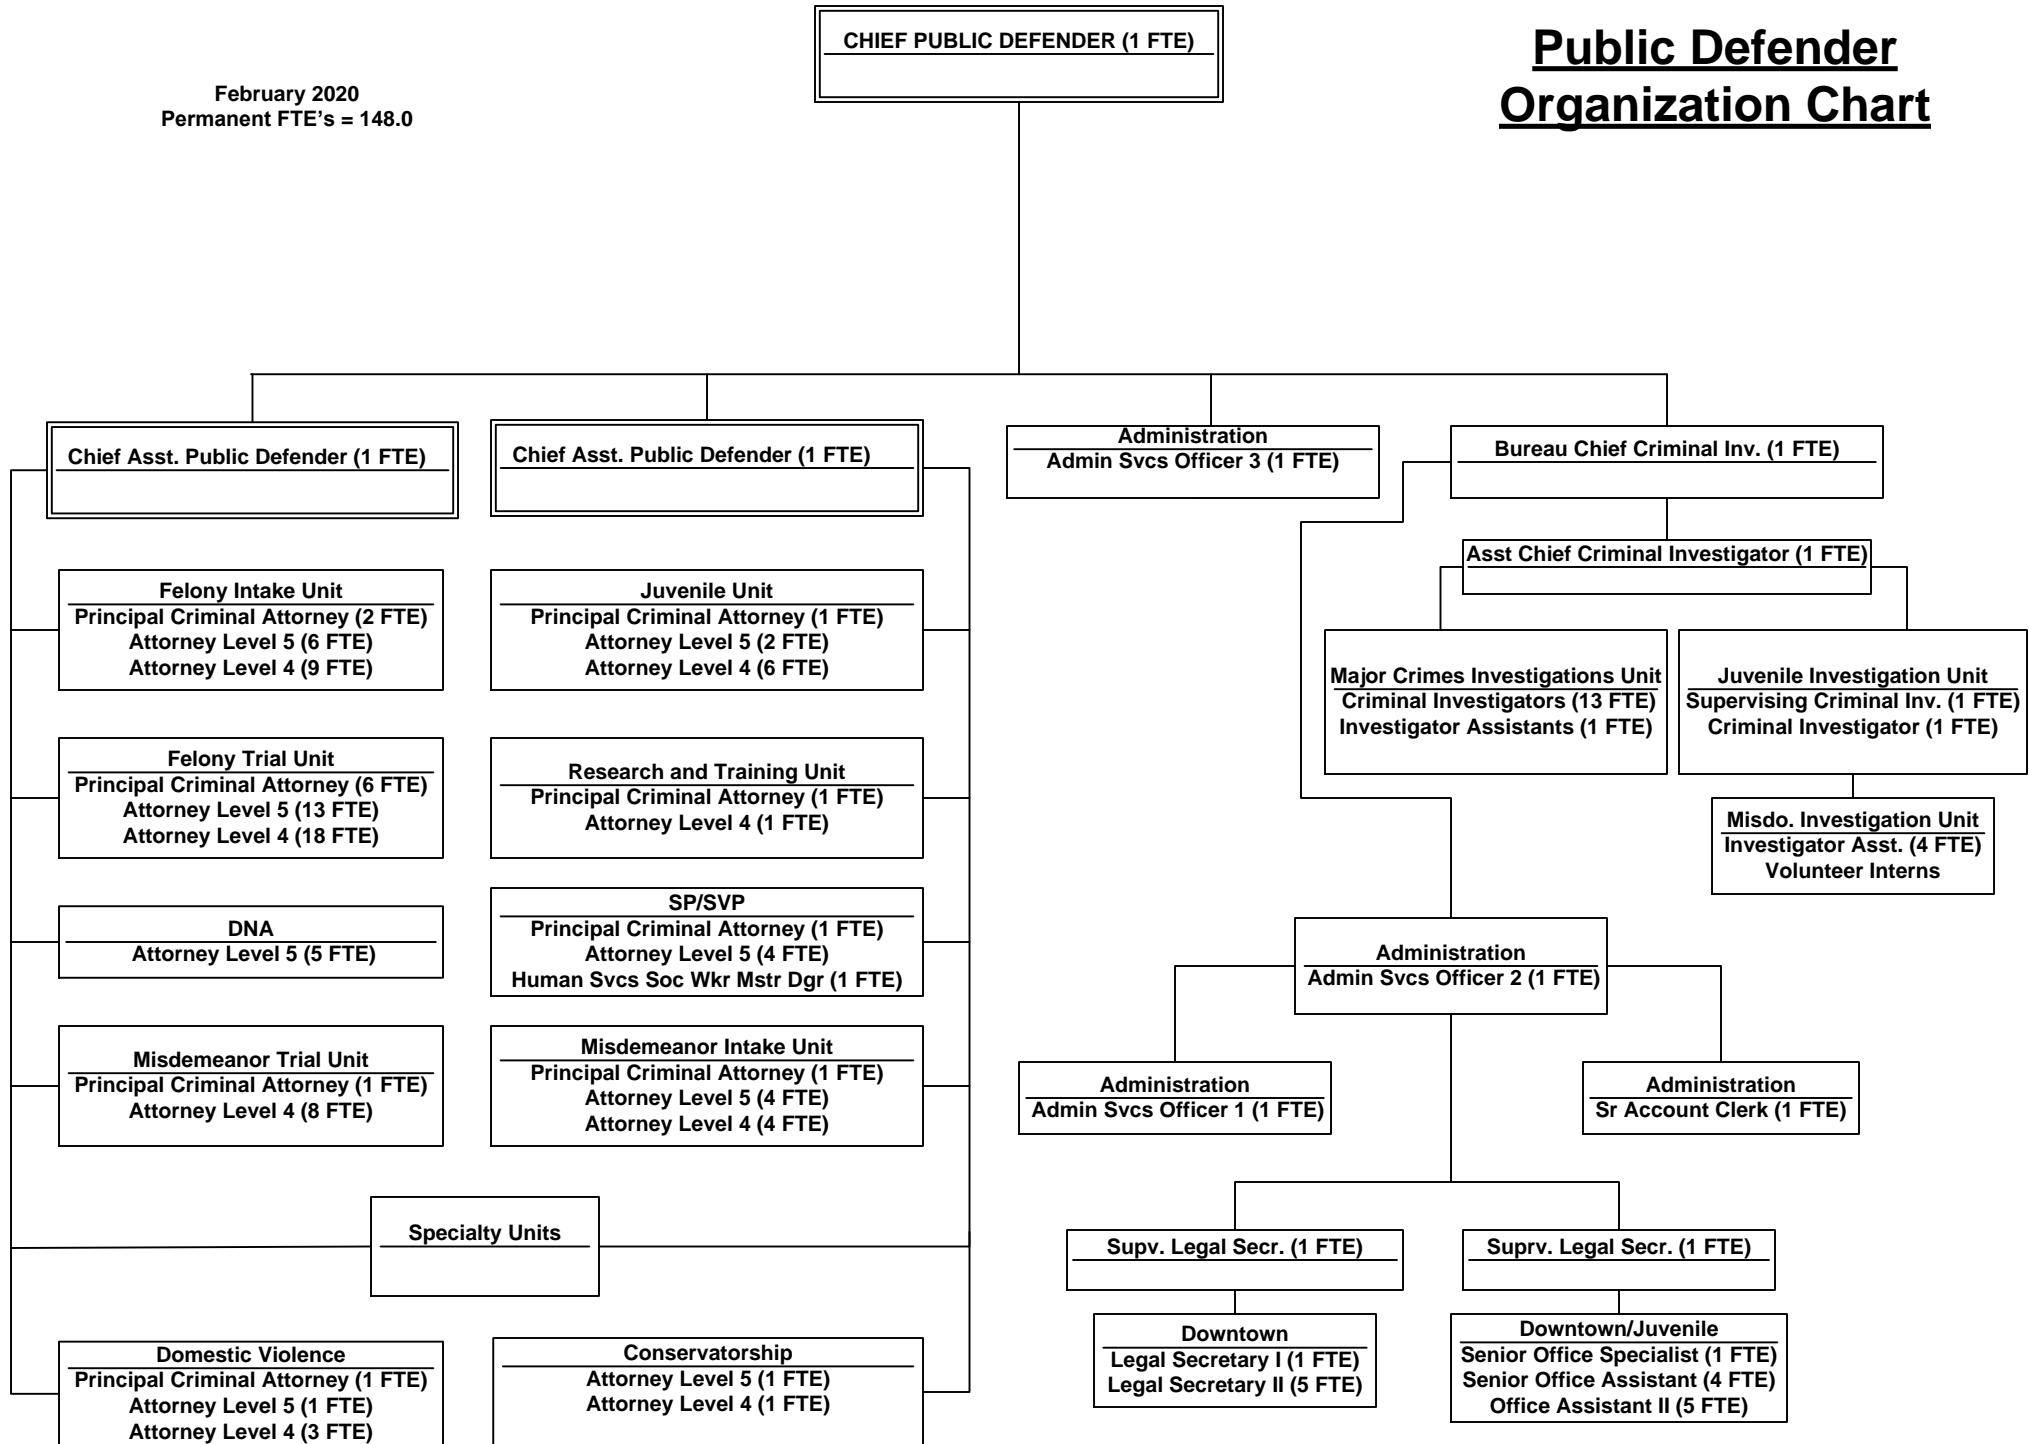 CHIEF PUBLIC DEFENDER (1 FTE)
Public Defender
Organization Chart
February 2020
Permanent FTE's = 148.0
Chief Asst. Public Defender (1 FTE)
Chief Asst. Public Defender (1 FTE)
Administration
Admin Svcs Officer 3 (1 FTE)
Bureau Chief Criminal Inv. (1 FTE)
Asst Chief Criminal Investigator (1 FTE)
Felony Intake Unit
Principal Criminal Attorney (2 FTE)
Attorney Level 5 (6 FTE)
Attorney Level 4 (9 FTE)
Juvenile Unit
Principal Criminal Attorney (1 FTE)
Attorney Level 5 (2 FTE)
Attorney Level 4 (6 FTE)
Major Crimes Investigations Unit
Criminal Investigators (13 FTE)
Investigator Assistants (1 FTE)
Juvenile Investigation Unit
Supervising Criminal Inv. (1 FTE)
Criminal Investigator (1 FTE)
Felony Trial Unit
Principal Criminal Attorney (6 FTE)
Attorney Level 5 (13 FTE)
Attorney Level 4 (18 FTE)
Research and Training Unit
Principal Criminal Attorney (1 FTE)
Attorney Level 4 (1 FTE)
Misdo. Investigation Unit
Investigator Asst. (4 FTE)
Volunteer Interns
DNA
Attorney Level 5 (5 FTE)
SP/SVP
Principal Criminal Attorney (1 FTE)
Attorney Level 5 (4 FTE)
Human Svcs Soc Wkr Mstr Dgr (1 FTE)
Administration
Admin Svcs Officer 2 (1 FTE)
Misdemeanor Trial Unit
Principal Criminal Attorney (1 FTE)
Attorney Level 4 (8 FTE)
Misdemeanor Intake Unit
Principal Criminal Attorney (1 FTE)
Attorney Level 5 (4 FTE)
Attorney Level 4 (4 FTE)
Administration
Admin Svcs Officer 1 (1 FTE)
Administration
Sr Account Clerk (1 FTE)
Specialty Units
Supv. Legal Secr. (1 FTE)
Suprv. Legal Secr. (1 FTE)
Domestic Violence
Principal Criminal Attorney (1 FTE)
Attorney Level 5 (1 FTE)
Attorney Level 4 (3 FTE)
Conservatorship
Attorney Level 5 (1 FTE)
Attorney Level 4 (1 FTE)
Downtown
Legal Secretary I (1 FTE)
Legal Secretary II (5 FTE)
Downtown/Juvenile
Senior Office Specialist (1 FTE)
Senior Office Assistant (4 FTE)
Office Assistant II (5 FTE)